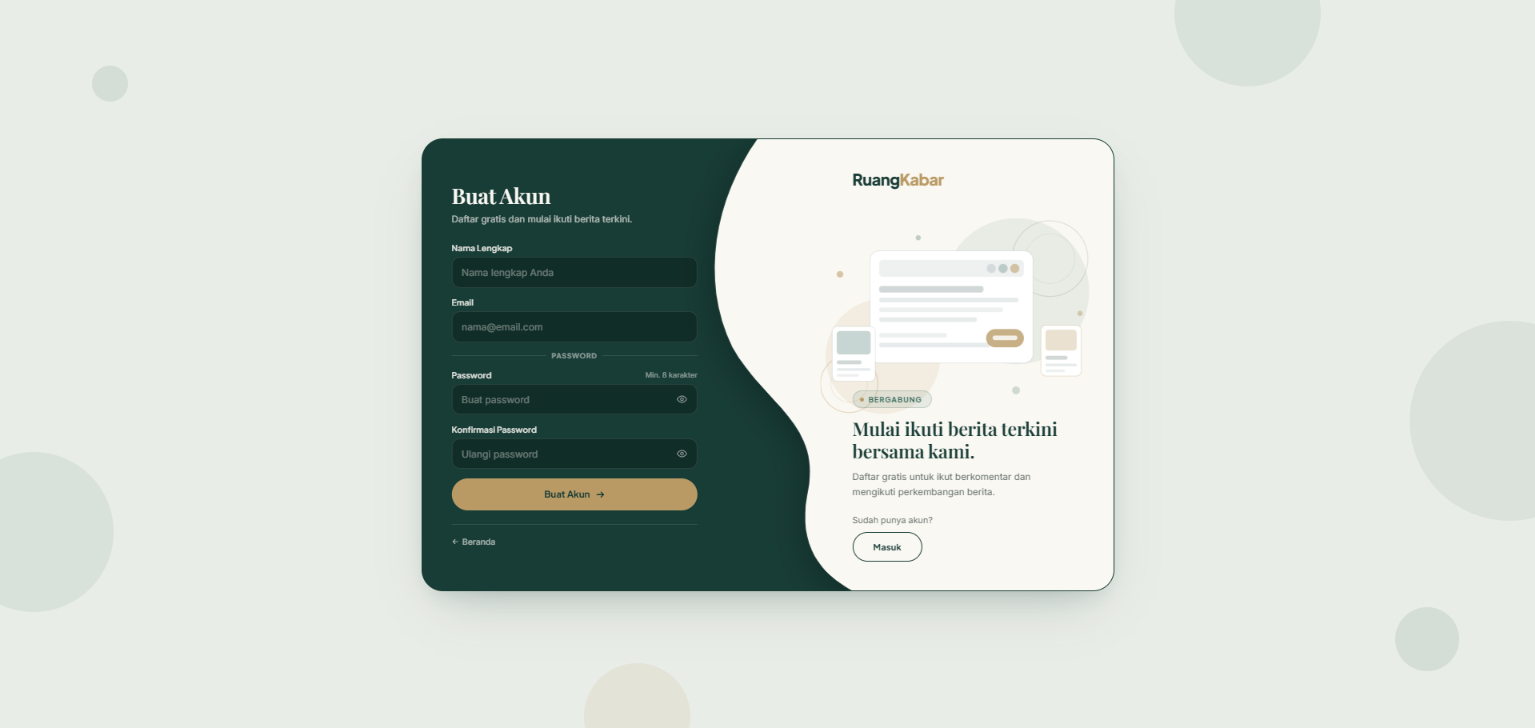 Buat Akun
Daftar gratis dan mulai ikuti berita terkini.
Nama Lengkap
Nama lengkap Anda
Email
nama@email.com
PASSWORD
Password
Min. 8 karakter
Buat password
Konfirmasi Password
Ulangi password
Buat Akun →
← Beranda
RuangKabar
BERGABUNG
Mulai ikuti berita terkini
bersama kami.
Daftar gratis untuk ikut berkomentar dan
mengikuti perkembangan berita.
Sudah punya akun?
Masuk